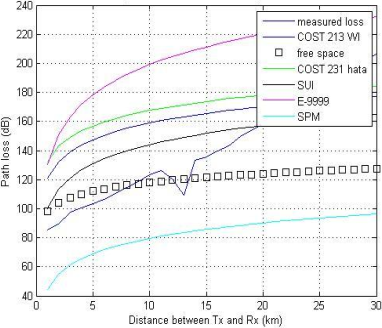 240
220
200
180
160
140
120
100
80
60
40
Path loss (dB)
measured loss
COST 213 WI
free space
COST 231 hata
SUI
E-9999
SPM
0 5 10 15 20 25 30
Distance between Tx and Rx (km)